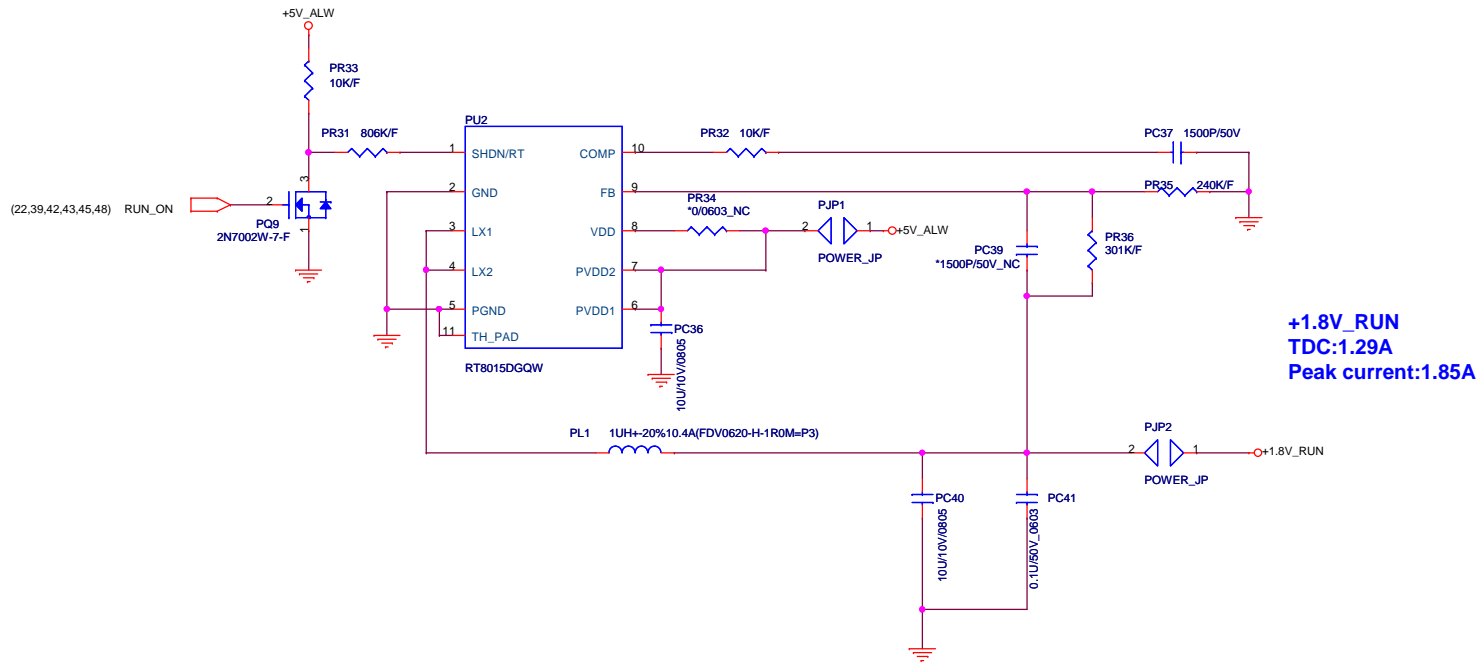 +5V_ALW
PR33
10K/F
PR31 806K/F
PU2
1 SHDN/RT
2 GND
3 LX1
4 LX2
5 PGND
11 TH_PAD
COMP 10
FB 9
VDD 8
PVDD2 7
PVDD1 6
RT8015DGQW
PR32 10K/F
PC37 1500P/50V
PR35 240K/F
PR34
*0/0603_NC
PJP1
2 1
+5V_ALW
POWER_JP
PC39
*1500P/50V_NC
PR36
301K/F
(22,39,42,43,45,48) RUN_ON
3
2
1
PQ9
2N7002W-7-F
PC36
10U/10V/0805
+1.8V_RUN
TDC:1.29A
Peak current:1.85A
PL1 1UH+-20%10.4A(FDV0620-H-1R0M=P3)
PJP2
2 1
+1.8V_RUN
POWER_JP
PC40
10U/10V/0805
PC41
0.1U/50V_0603